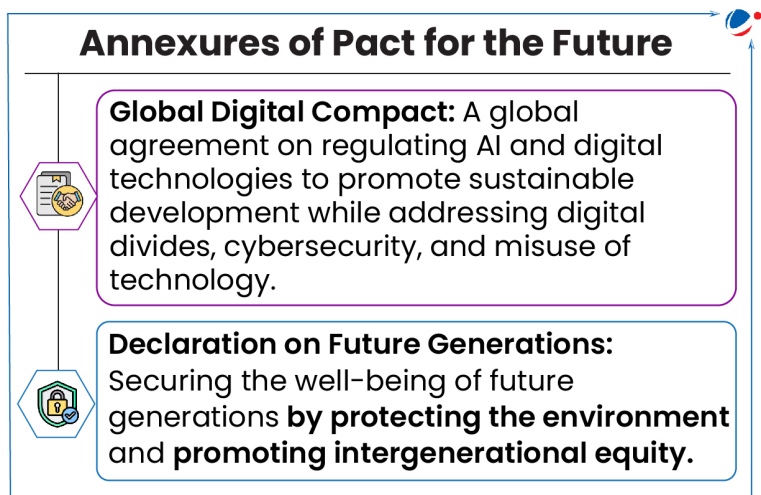 Annexures of Pact for the Future
Global Digital Compact: A global
agreement on regulating AI and digital
technologies to promote sustainable
development while addressing digital
divides, cybersecurity, and misuse of
technology.
Declaration on Future Generations:
Securing the well-being of future
generations by protecting the environment
and promoting intergenerational equity.